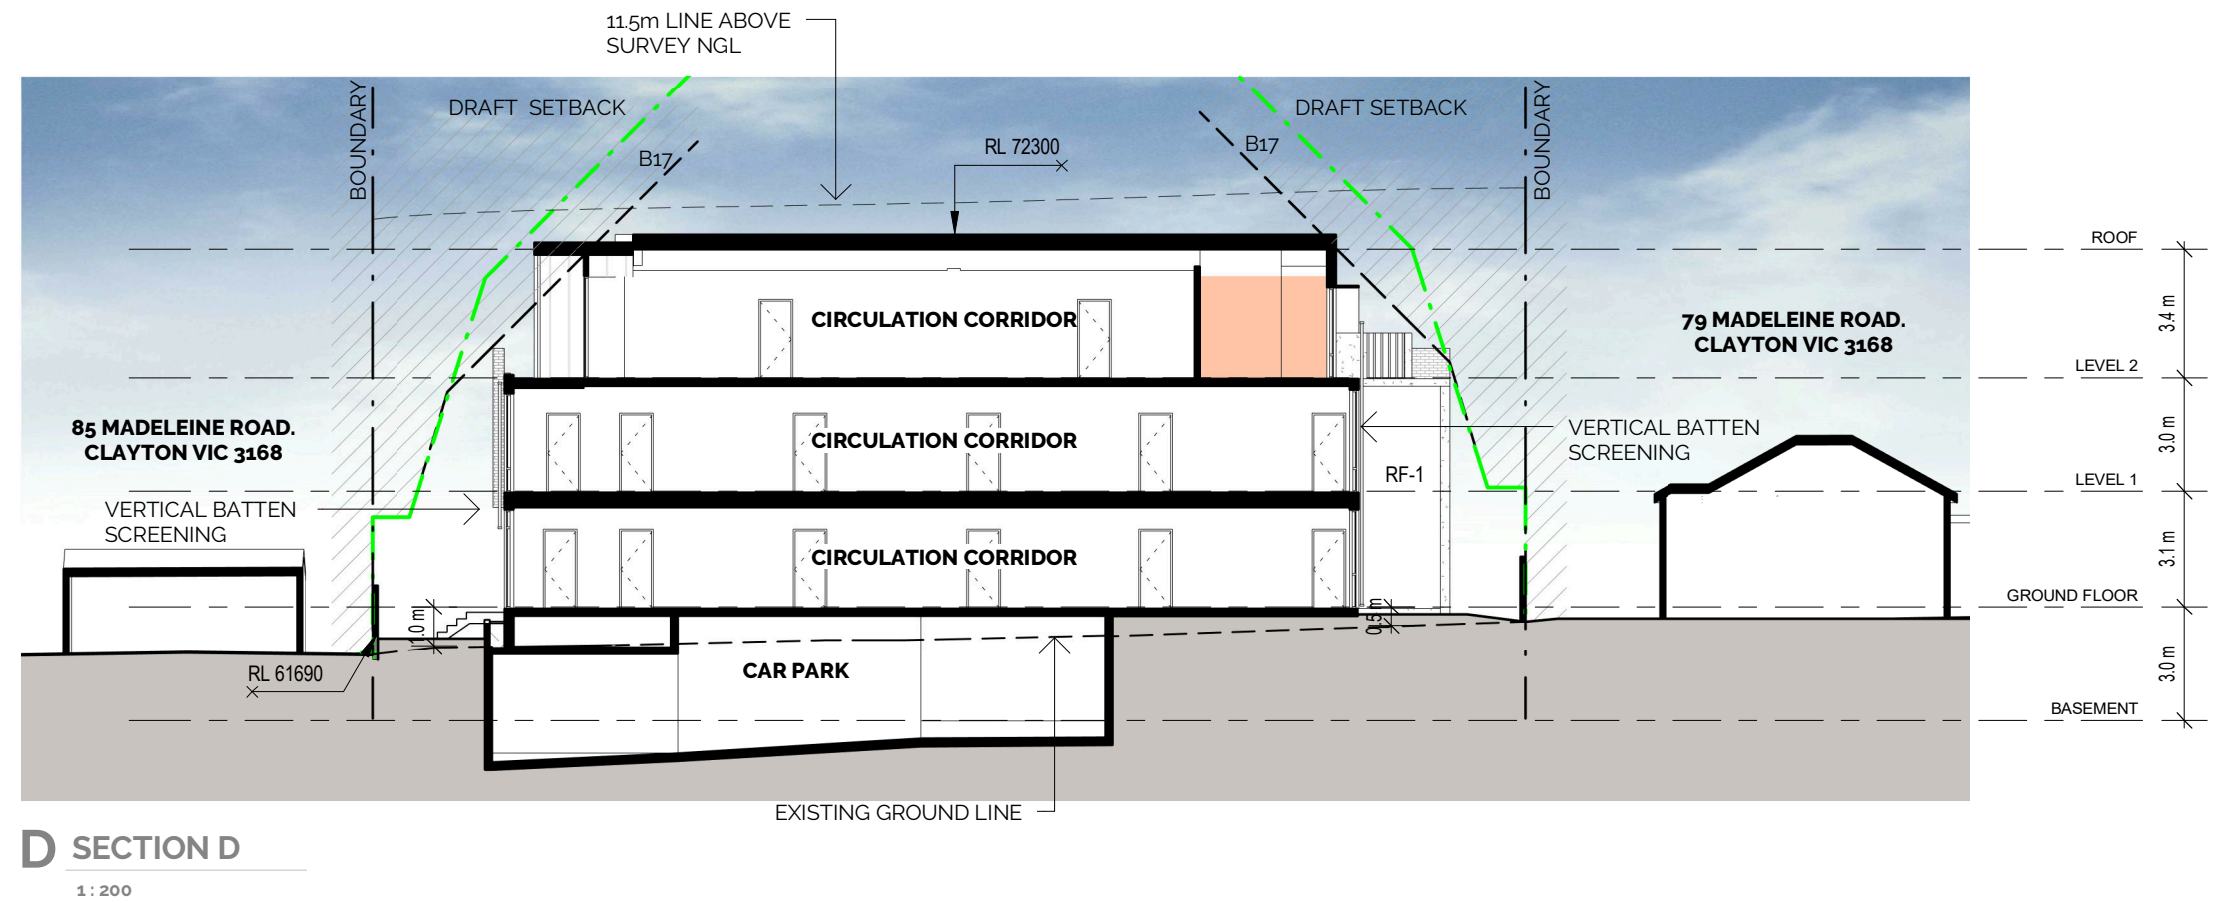 11.5m LINE ABOVE
SURVEY NGL
BOUNDARY
DRAFT SETBACK
B17
RL 72300
B17
DRAFT SETBACK
BOUNDARY
ROOF
3.4 m
CIRCULATION CORRIDOR
79 MADELEINE ROAD.
CLAYTON VIC 3168
LEVEL 2
85 MADELEINE ROAD.
CLAYTON VIC 3168
CIRCULATION CORRIDOR
VERTICAL BATTEN
SCREENING
3.0 m
RF-1
LEVEL 1
VERTICAL BATTEN
SCREENING
CIRCULATION CORRIDOR
3.1 m
GROUND FLOOR
1.0 m
0.5 m
RL 61690
CAR PARK
3.0 m
BASEMENT
EXISTING GROUND LINE
D SECTION D
1 : 200